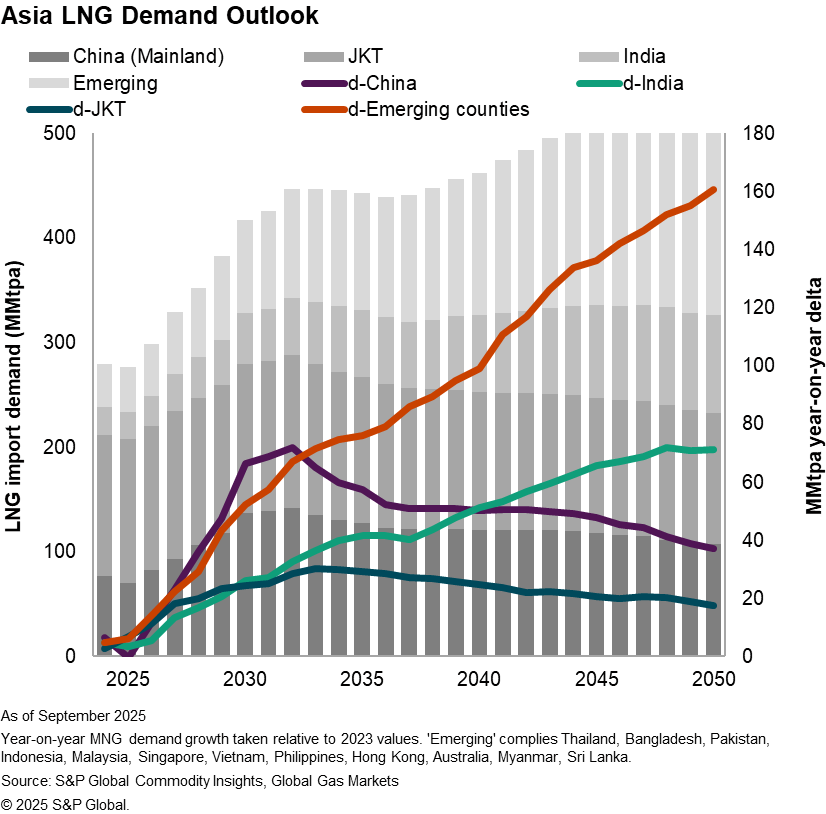 Asia LNG Demand Outlook
China (Mainland) JKT India
Emerging d-China d-India
d-JKT d-Emerging counties
500 180
160
400 140
120
300 100
200 80
60
100 40
20
0 0
LNG import demand (MMtpa)
MMtpa year-on-year delta
2025 2030 2035 2040 2045 2050
As of September 2025
Year-on-year MNG demand growth taken relative to 2023 values. 'Emerging' complies Thailand, Bangladesh, Pakistan,
Indonesia, Malaysia, Singapore, Vietnam, Philippines, Hong Kong, Australia, Myanmar, Sri Lanka.
Source: S&P Global Commodity Insights, Global Gas Markets
© 2025 S&P Global.